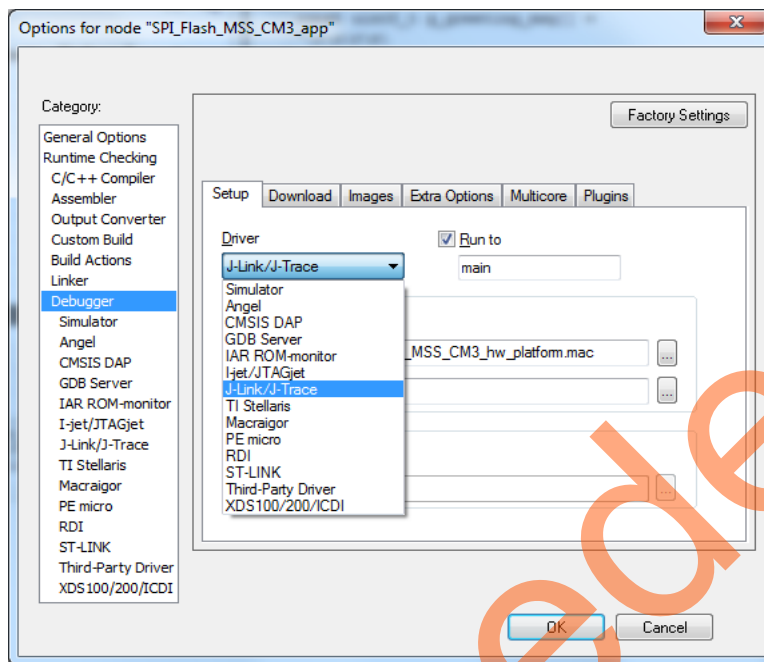 Options for node "SPI_Flash_MSS_CM3_app"
Category:
General Options
Runtime Checking
C/C++ Compiler
Assembler
Output Converter
Custom Build
Build Actions
Linker
Debugger
Simulator
Angel
CMSIS DAP
GDB Server
IAR ROM-monitor
I-jet/JTAGjet
J-Link/J-Trace
TI Stellaris
Macraigor
PE micro
RDI
ST-LINK
Third-Party Driver
XDS100/200/ICDI
Factory Settings
Setup Download Images Extra Options Multicore Plugins
Driver
Run to
J-Link/J-Trace
main
Simulator
Angel
CMSIS DAP
GDB Server
IAR ROM-monitor
I-jet/JTAGjet
J-Link/J-Trace
TI Stellaris
Macraigor
PE micro
RDI
ST-LINK
Third-Party Driver
XDS100/200/ICDI
_MSS_CM3_hw_platform.mac
...
...
...
OK Cancel